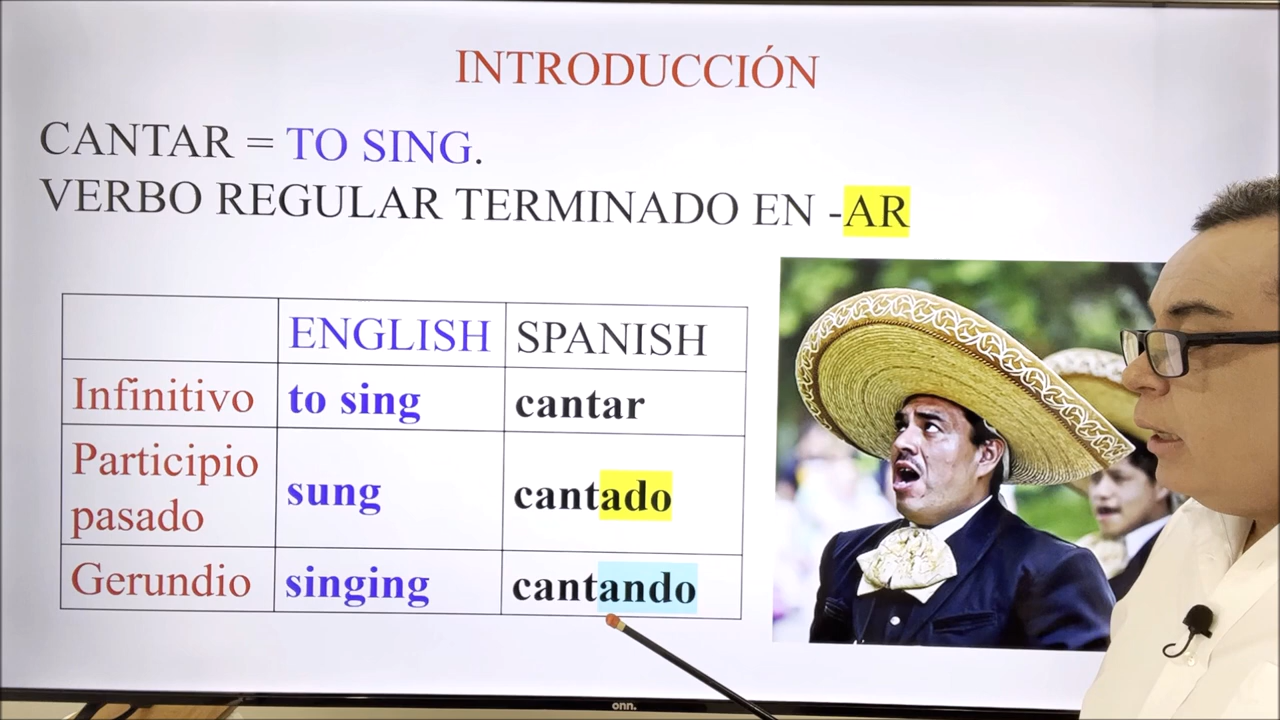 INTRODUCCIÓN
CANTAR = TO SING.
VERBO REGULAR TERMINADO EN -AR
ENGLISH SPANISH
Infinitivo to sing cantar
Participio
pasado sung cantado
Gerundio singing cantando
onn.